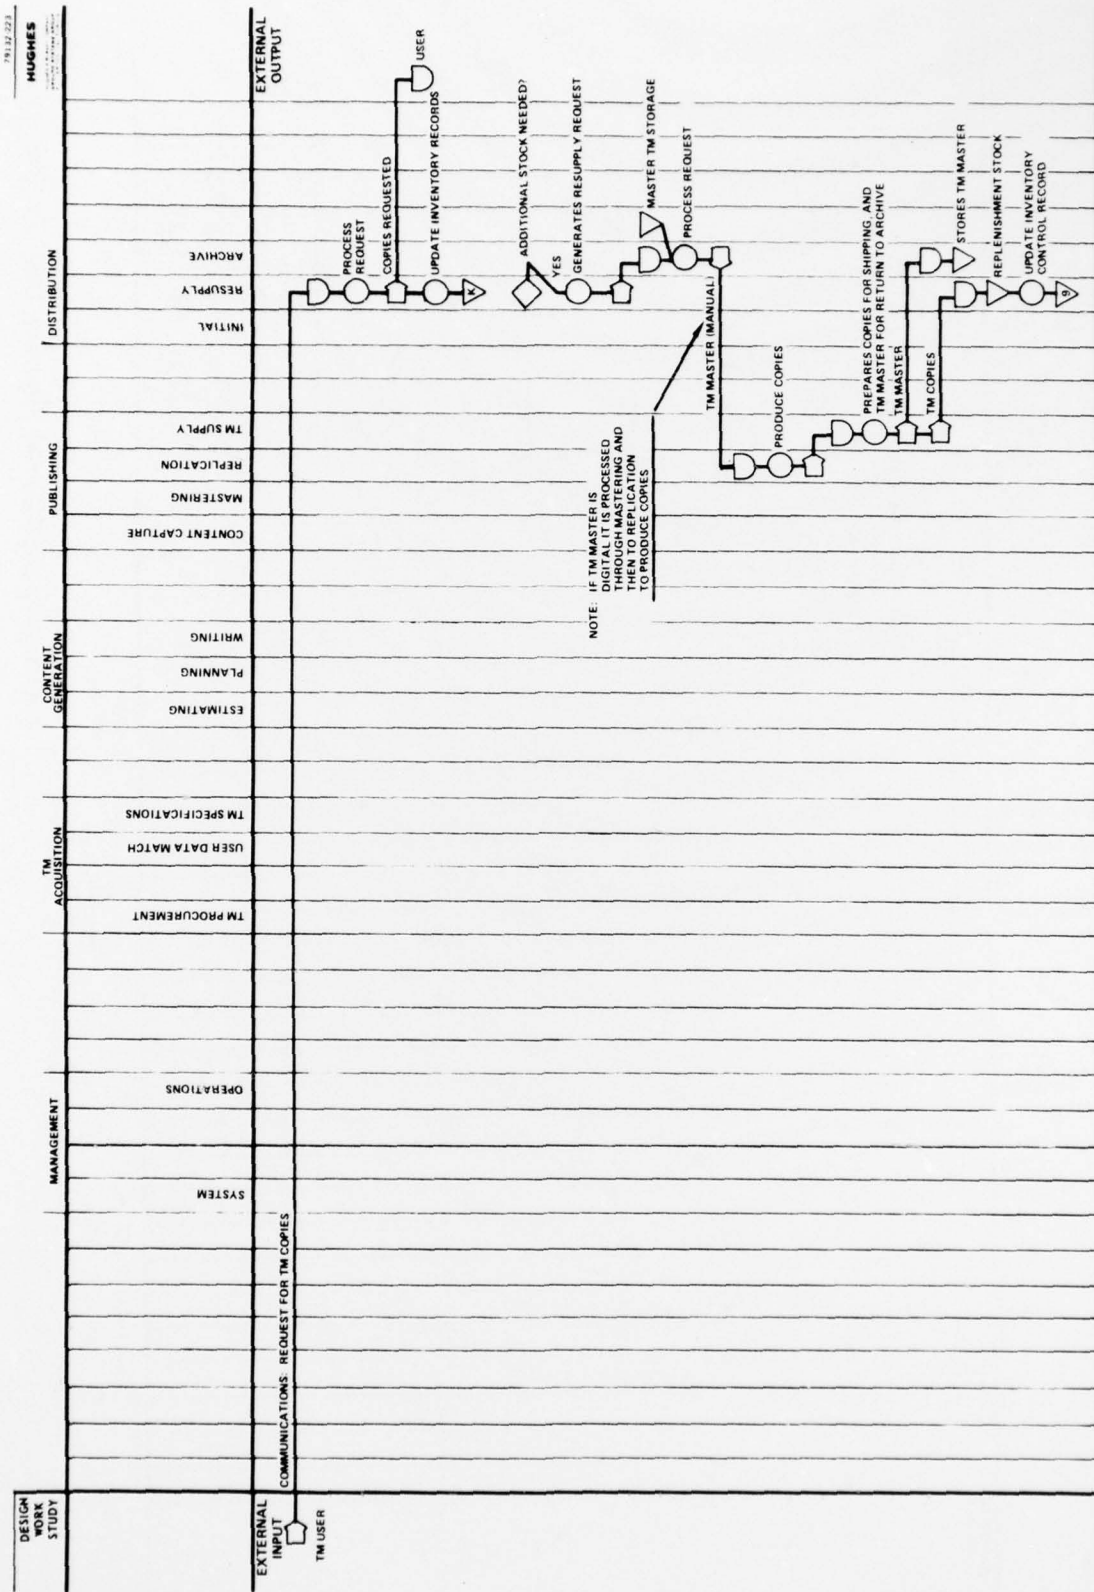 79132-223
HUGHES
DESIGN
WORK
STUDY
MANAGEMENT
TM
ACQUISITION
CONTENT
GENERATION
PUBLISHING
DISTRIBUTION
SYSTEM
OPERATIONS
TM PROCUREMENT
USER DATA MATCH
TM SPECIFICATIONS
ESTIMATING
PLANNING
WRITING
CONTENT CAPTURE
MASTERING
REPLICATION
TM SUPPLY
INITIAL
RESUPPLY
ARCHIVE
EXTERNAL
INPUT
EXTERNAL
OUTPUT
COMMUNICATIONS: REQUEST FOR TM COPIES
TM USER
PROCESS
REQUEST
COPIES REQUESTED
USER
UPDATE INVENTORY RECORDS
K
ADDITIONAL STOCK NEEDED?
YES
GENERATES RESUPPLY REQUEST
MASTER TM STORAGE
PROCESS REQUEST
NOTE: IF TM MASTER IS
DIGITAL IT IS PROCESSED
THROUGH MASTERING AND
THEN TO REPLICATION
TO PRODUCE COPIES
TM MASTER (MANUAL)
PRODUCE COPIES
PREPARES COPIES FOR SHIPPING, AND
TM MASTER FOR RETURN TO ARCHIVE
TM MASTER
STORES TM MASTER
TM COPIES
REPLENISHMENT STOCK
UPDATE INVENTORY
CONTROL RECORD
9